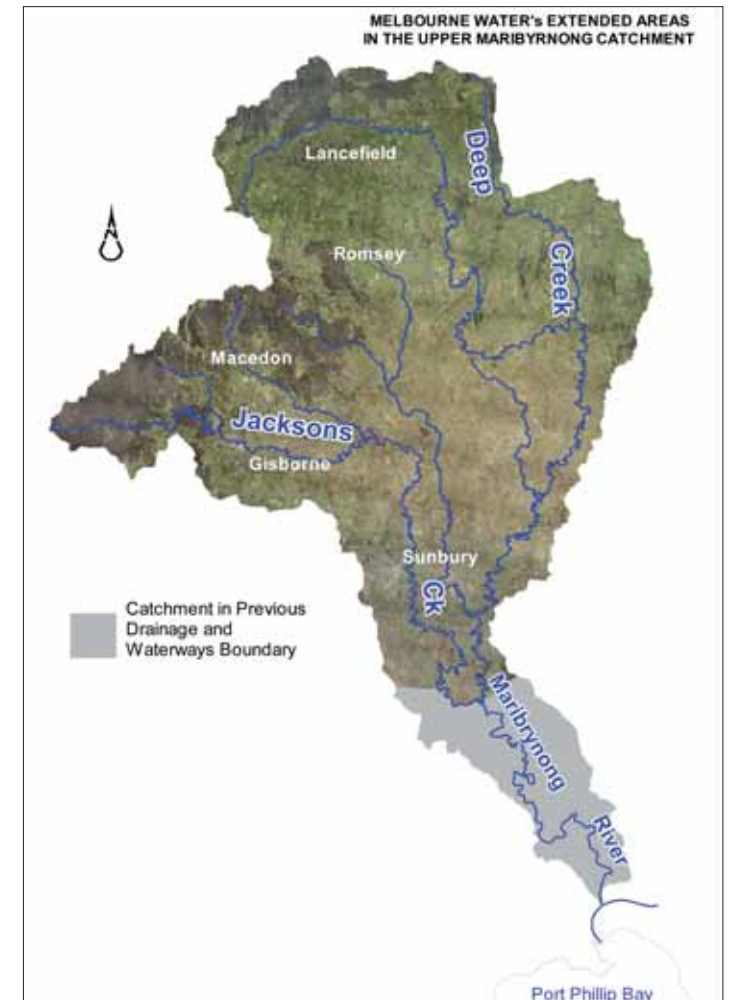 MELBOURNE WATER's EXTENDED AREAS
IN THE UPPER MARIBYRNONG CATCHMENT
Deep
Lancefield
Creek
Romsey
Macedon
Jacksons
Gisborne
Sunbury
Ck
Catchment in Previous
Drainage and
Waterways Boundary
Maribrynong
River
Port Phillip Bay
N